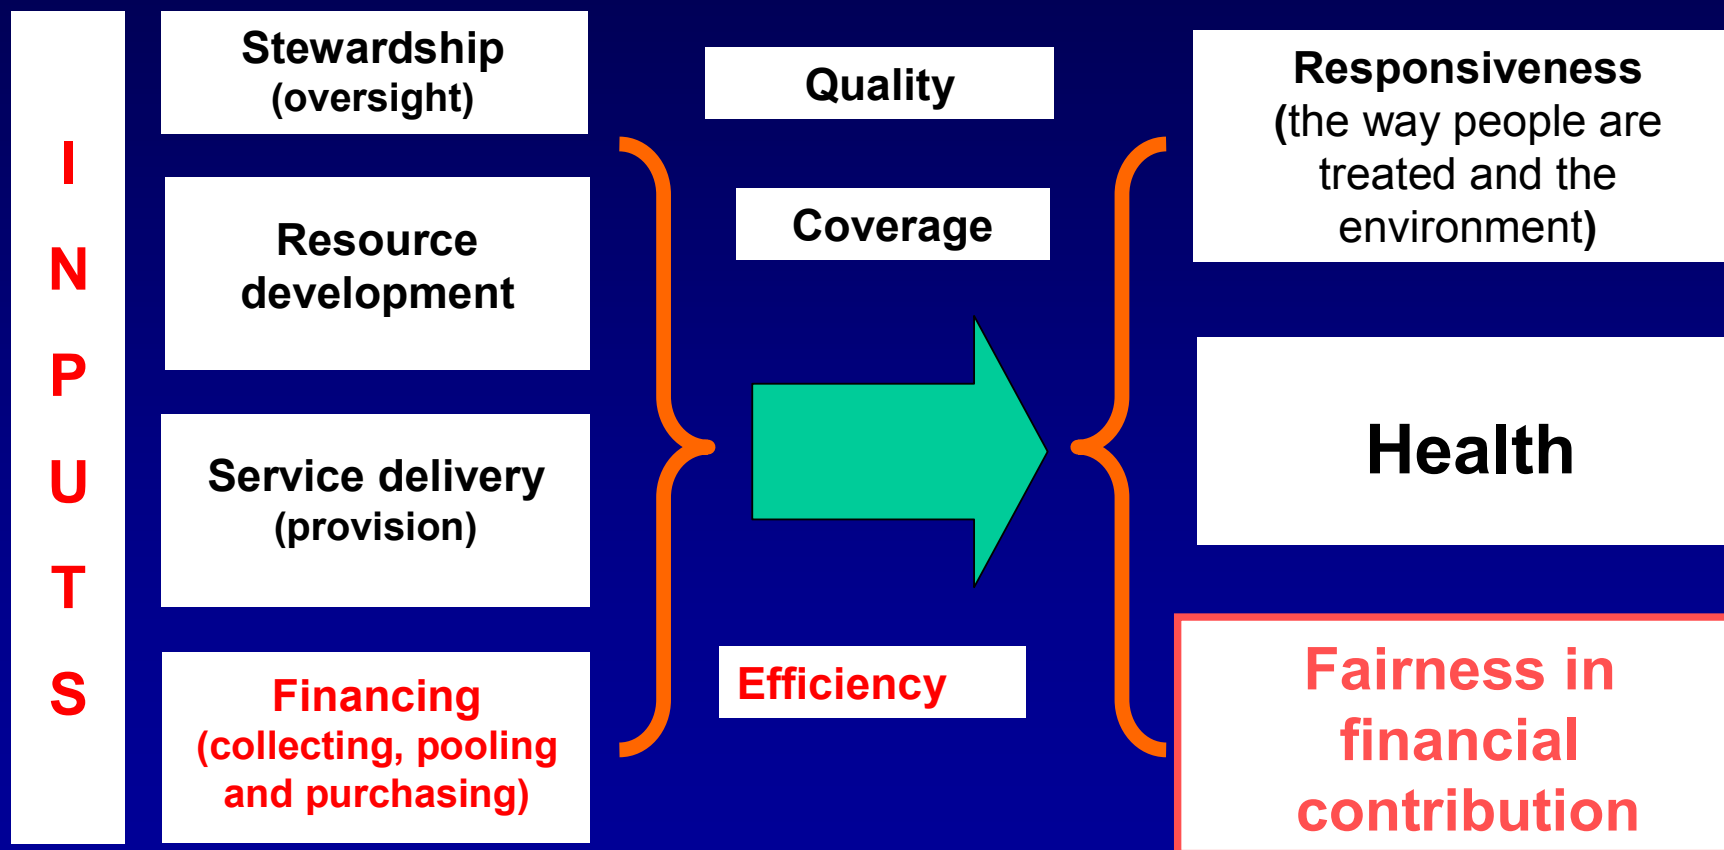 I
N
P
U
T
S
Stewardship
(oversight)
Resource
development
Service delivery
(provision)
Financing
(collecting, pooling
and purchasing)
Quality
Coverage
Efficiency
Responsiveness
(the way people are
treated and the
environment)
Health
Fairness in
financial
contribution